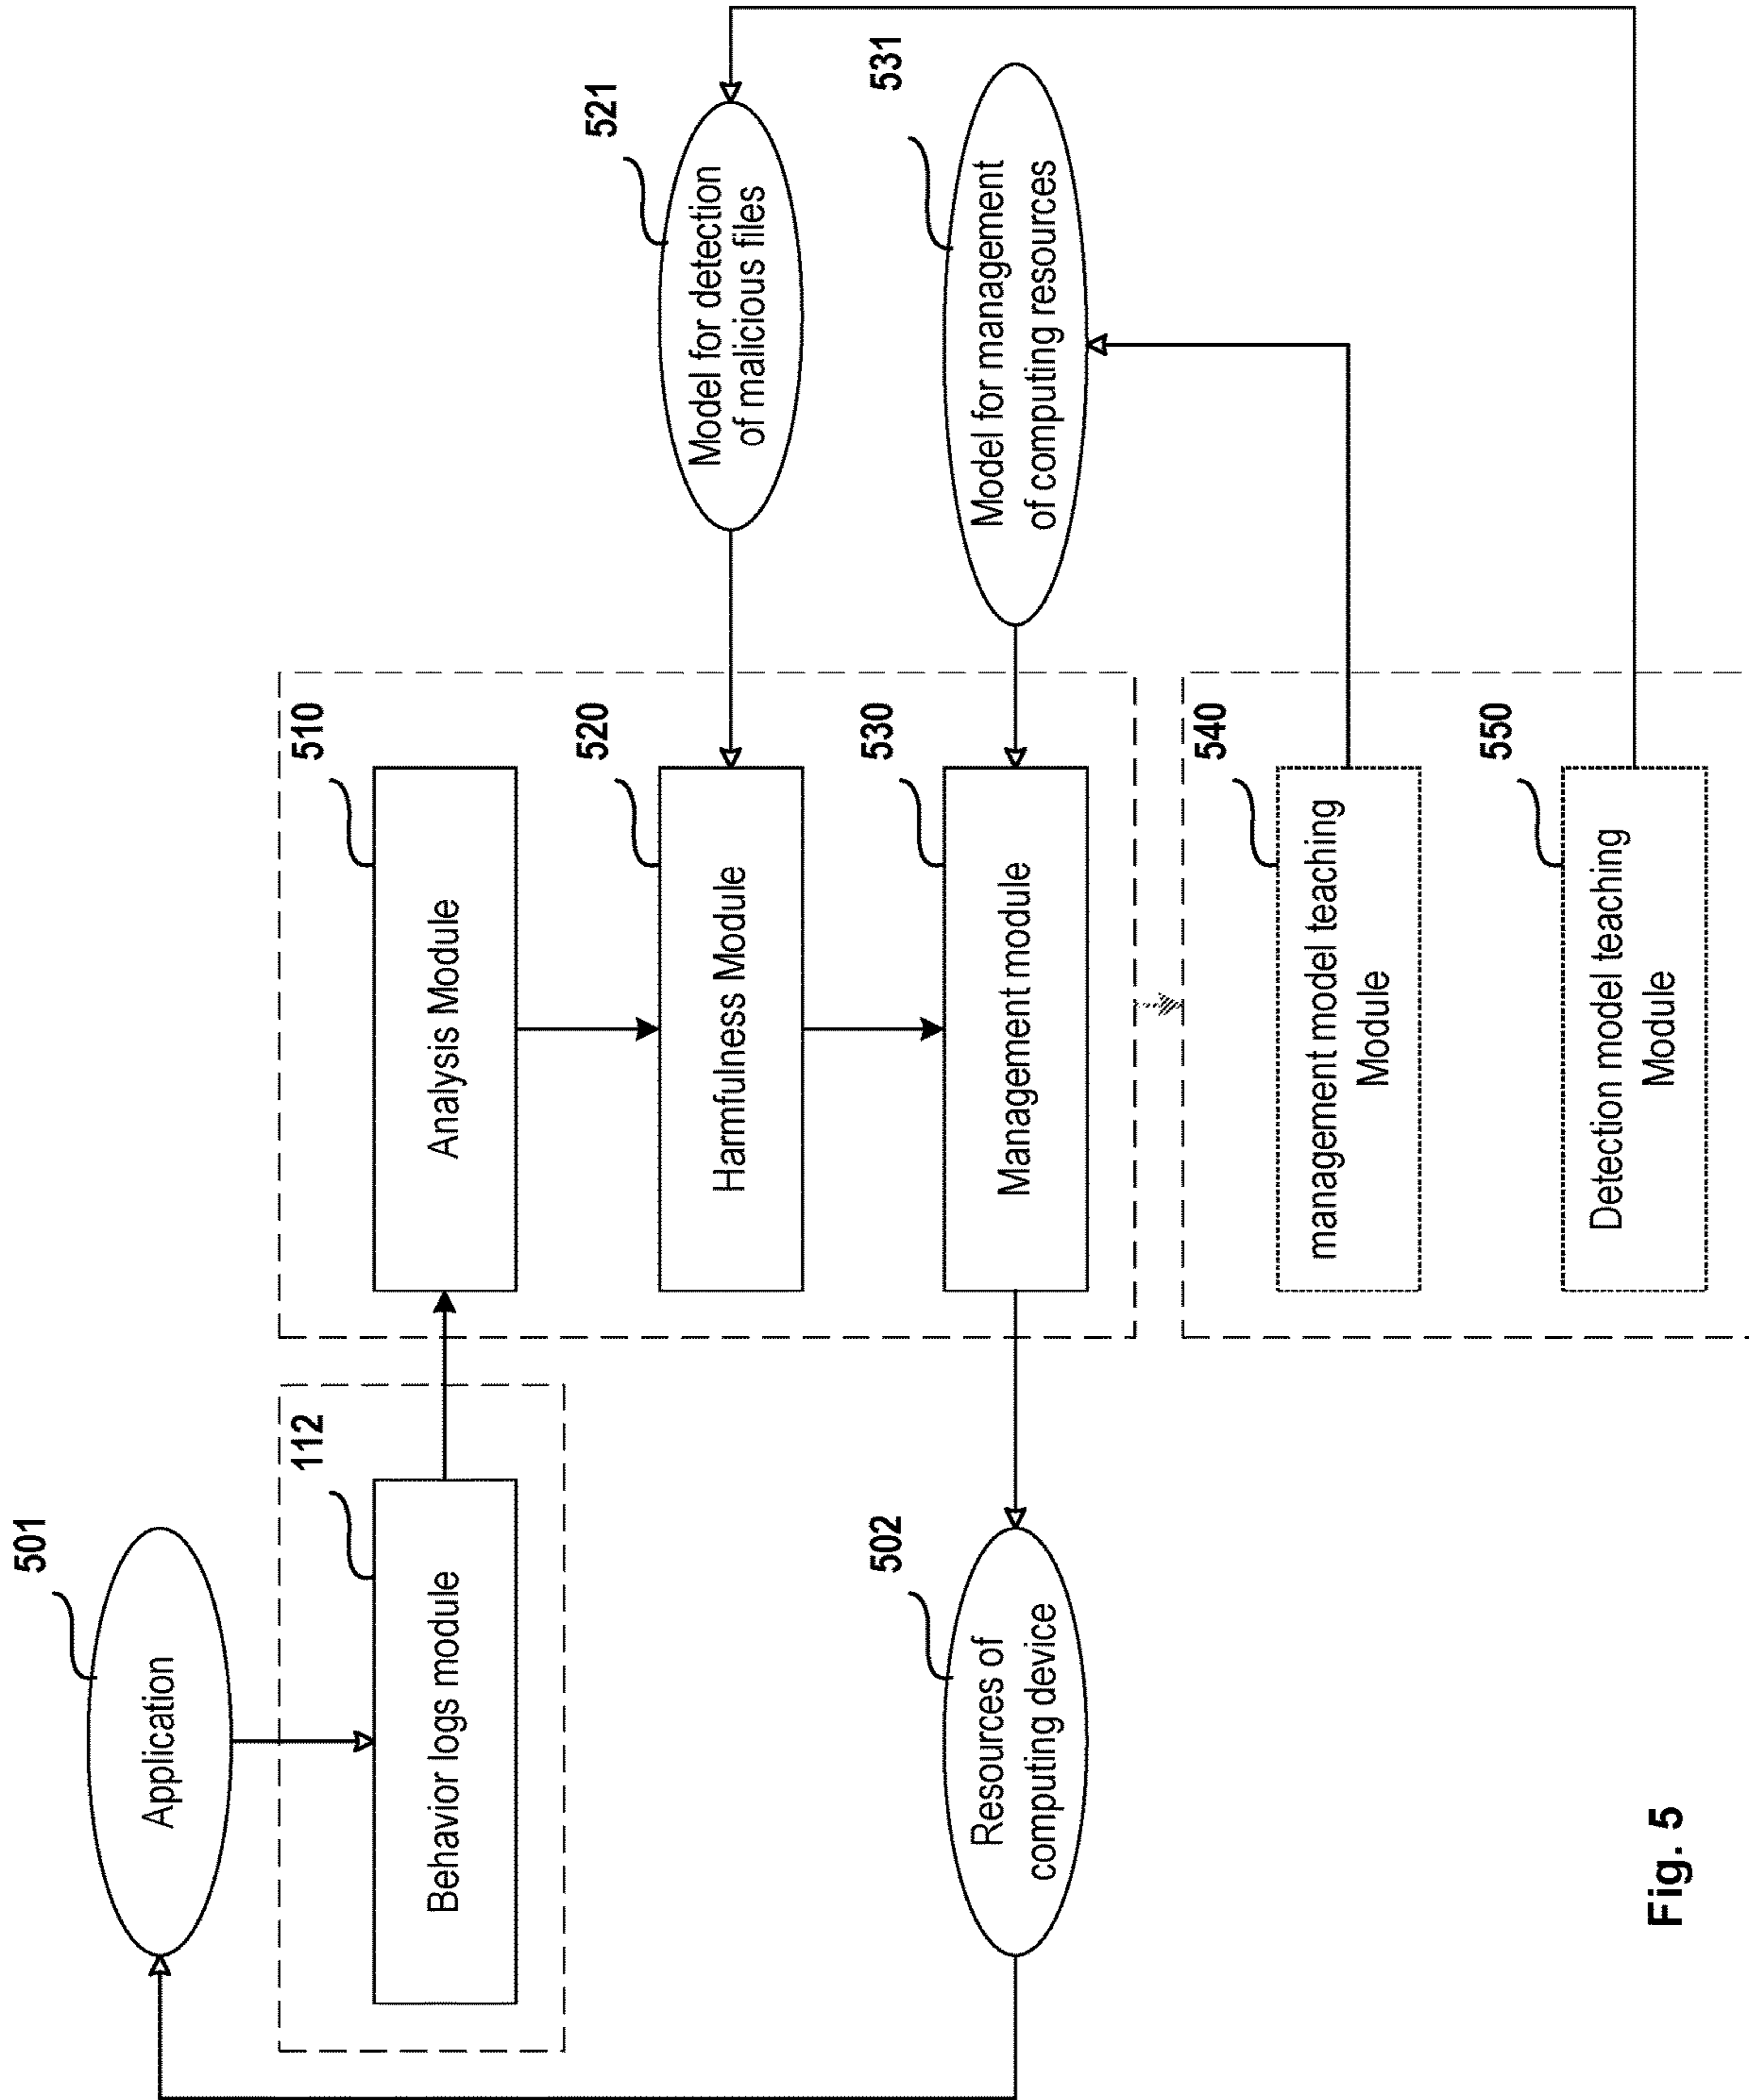 501
Application
112
Behavior logs module
502
Resources of
computing device
510
Analysis Module
520
Harmfulness Module
530
Management module
521
Model for detection
of malicious files
531
Model for management
of computing resources
540
management model teaching
Module
550
Detection model teaching
Module
Fig. 5